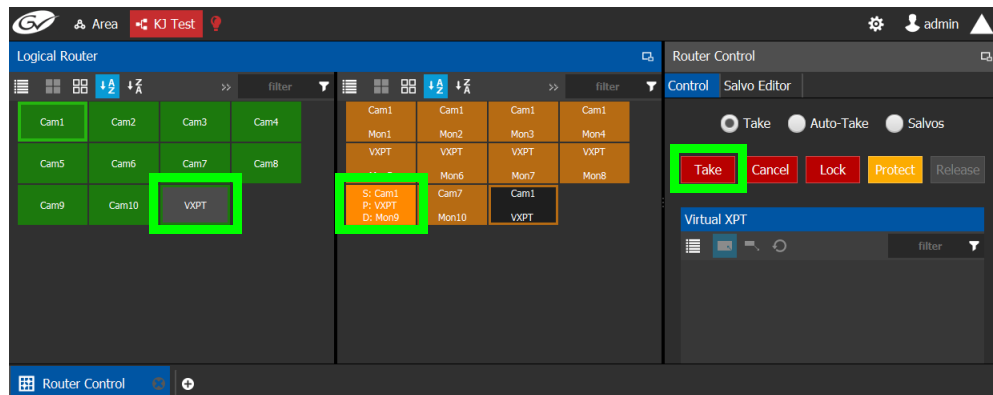 Area KJ Test admin
Logical Router
Router Control
filter
filter
Control Salvo Editor
Take Auto-Take Salvos
Take Cancel Lock Protect Release
Cam1 Cam2 Cam3 Cam4
Cam5 Cam6 Cam7 Cam8
Cam9 Cam10 VXPT
Cam1 Cam1 Cam1 Cam1
Mon1 Mon2 Mon3 Mon4
VXPT VXPT VXPT VXPT
Mon6 Mon7 Mon8
S: Cam1 Cam7 Cam1
P: VXPT
D: Mon9 Mon10 VXPT
Virtual XPT
filter
Router Control